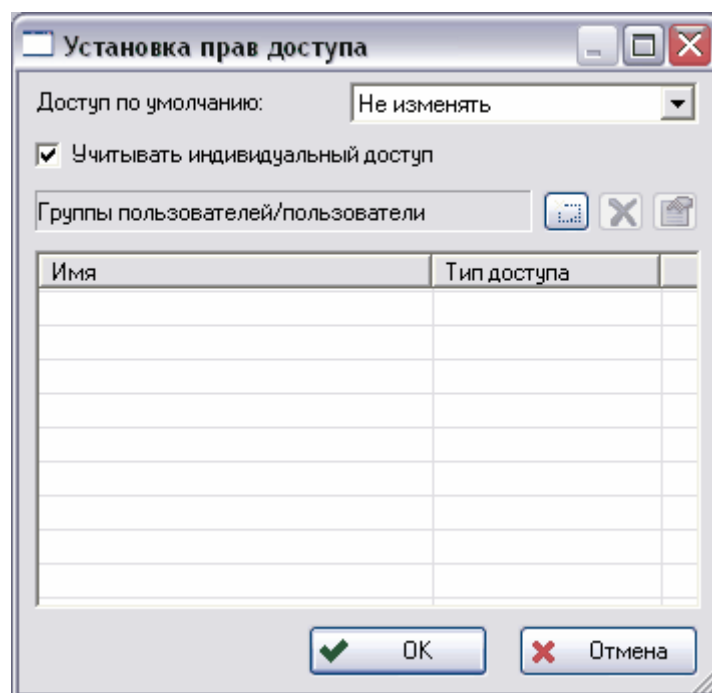 Установка прав доступа
Доступ по умолчанию: Не изменять
Учитывать индивидуальный доступ
Группы пользователей/пользователи
Имя Тип доступа
OK Отмена